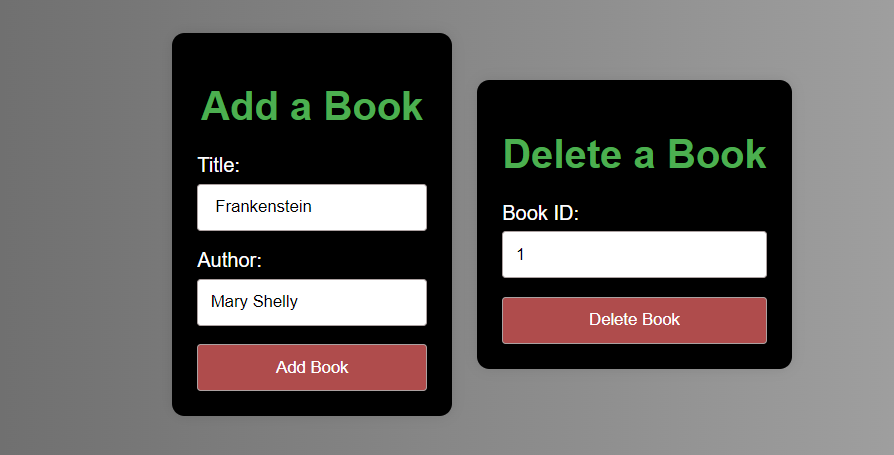 Add a Book
Title:
Frankenstein
Author:
Mary Shelly
Add Book
Delete a Book
Book ID:
1
Delete Book